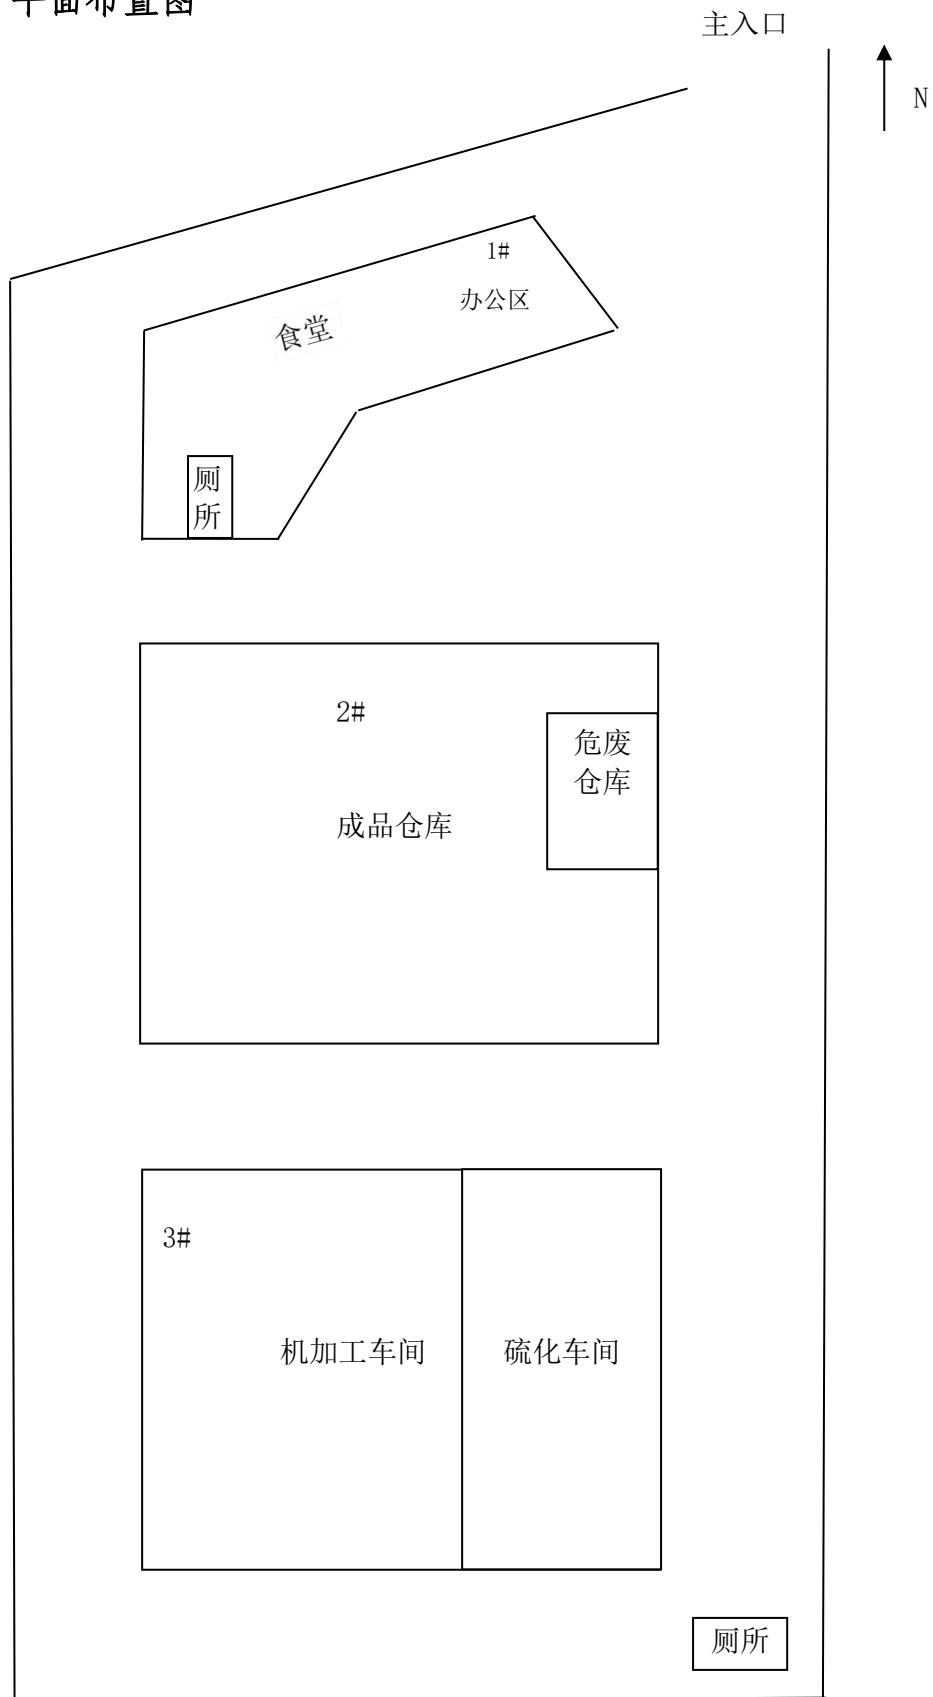 平面布置图
主入口
N
1#
办公区
食堂
厕
所
2#
危废
仓库
成品仓库
3#
机加工车间
硫化车间
厕所